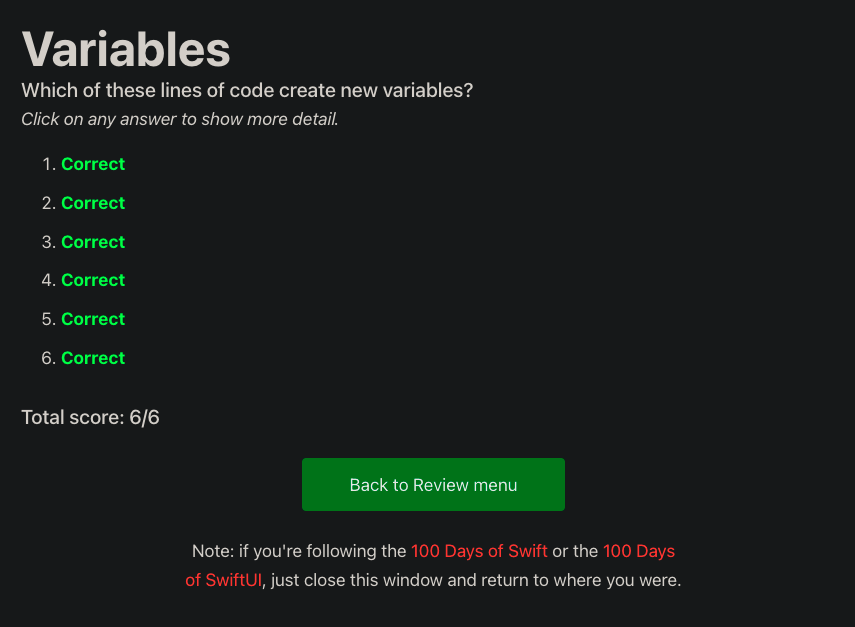 Variables
Which of these lines of code create new variables?
Click on any answer to show more detail.
1. Correct
2. Correct
3. Correct
4. Correct
5. Correct
6. Correct
Total score: 6/6
Back to Review menu
Note: if you're following the 100 Days of Swift or the 100 Days
of SwiftUI, just close this window and return to where you were.